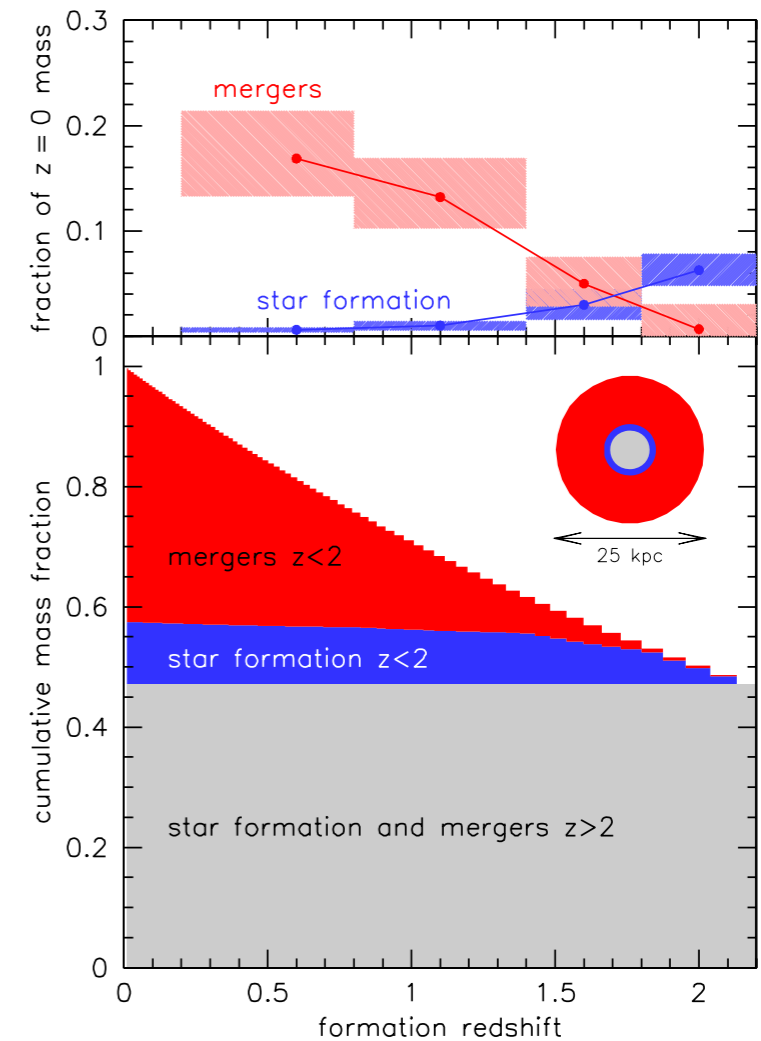 0.3
mergers
0.2
fraction of z = 0 mass
0.1
star formation
0
1
0.8
25 kpc
mergers z<2
0.6
star formation z<2
cumulative mass fraction
0.4
star formation and mergers z>2
0.2
0
0 0.5 1 1.5 2
formation redshift